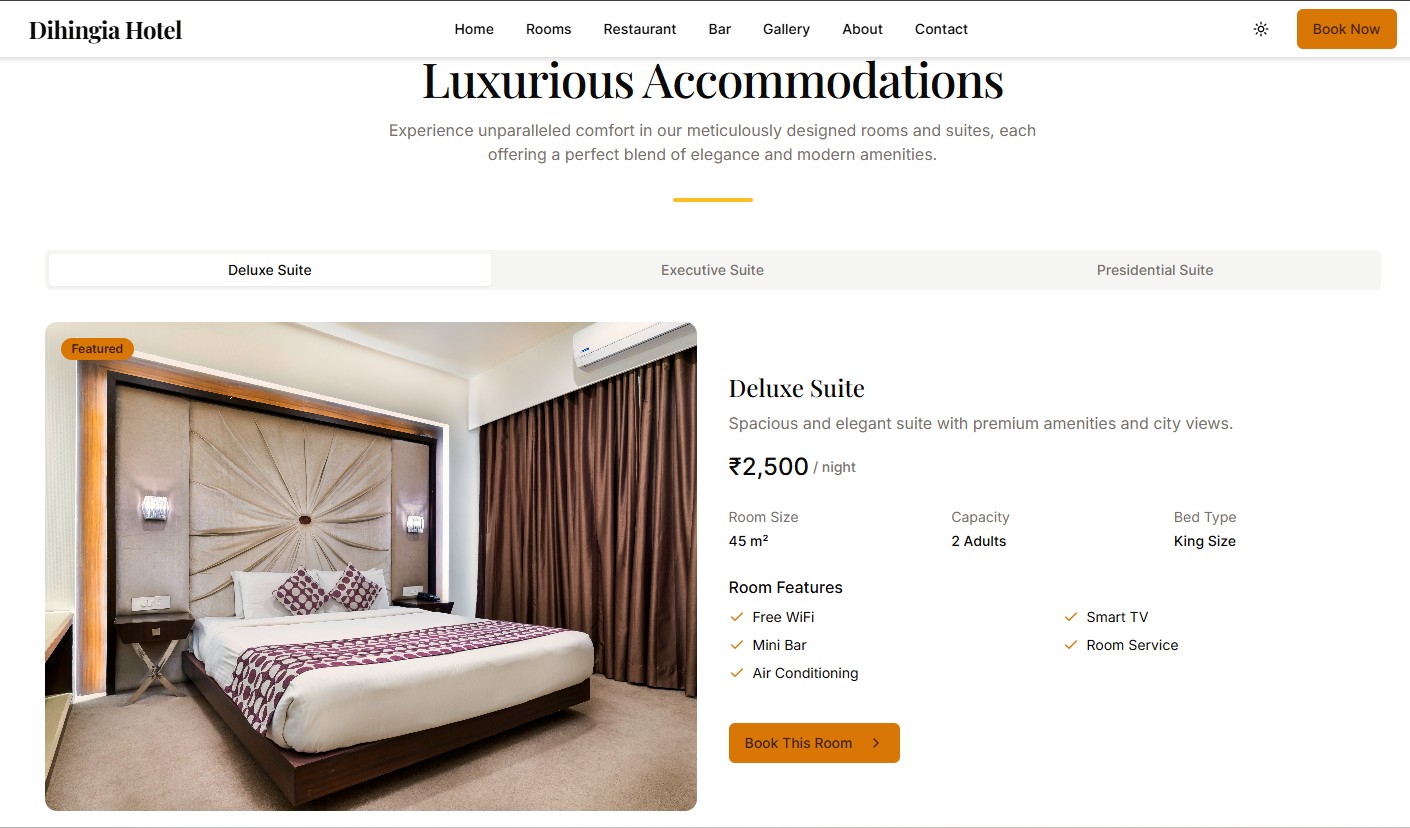 Dihingia Hotel
Home Rooms Restaurant Bar Gallery About Contact
Book Now
Luxurious Accommodations
Experience unparalleled comfort in our meticulously designed rooms and suites, each
offering a perfect blend of elegance and modern amenities.
Deluxe Suite Executive Suite Presidential Suite
Featured
Deluxe Suite
Spacious and elegant suite with premium amenities and city views.
₹2,500 / night
Room Size Capacity Bed Type
45 m² 2 Adults King Size
Room Features
Free WiFi Smart TV
Mini Bar Room Service
Air Conditioning
Book This Room